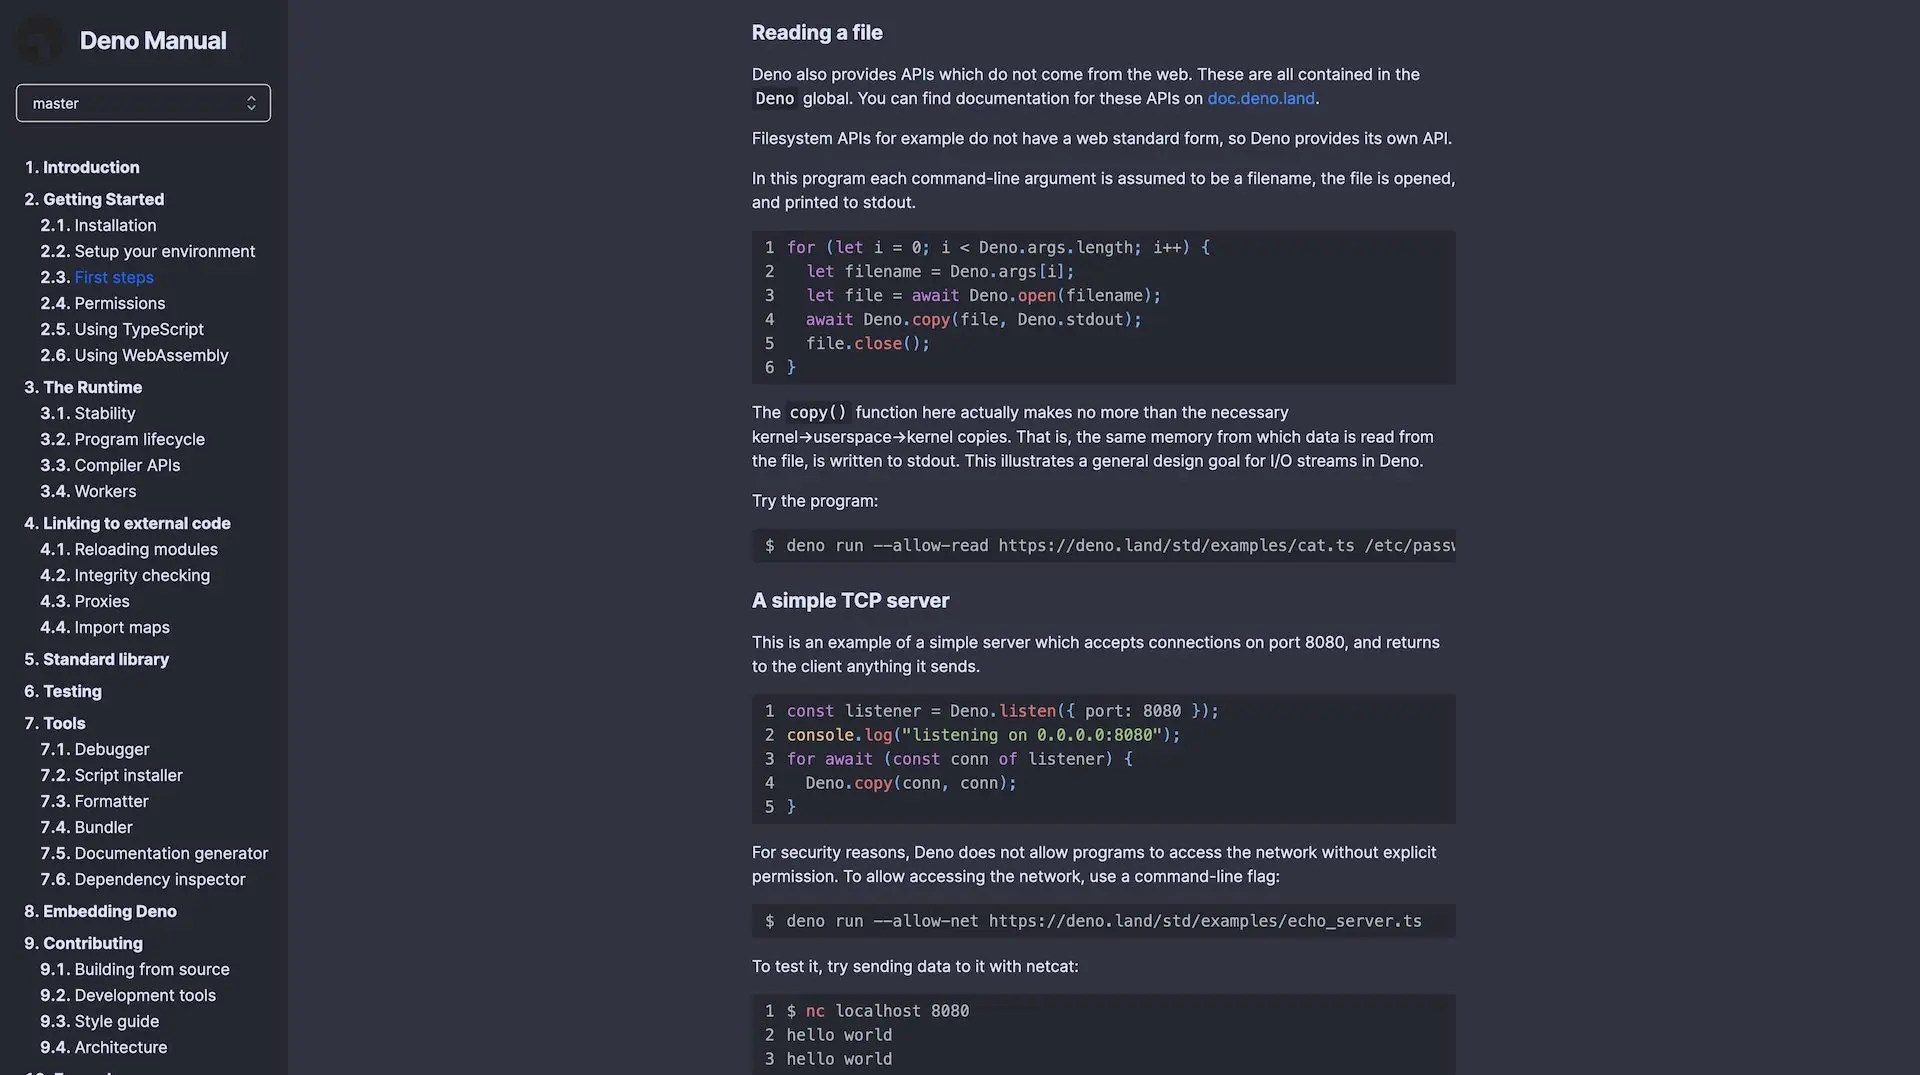 Deno Manual
master
1. Introduction
2. Getting Started
2.1. Installation
2.2. Setup your environment
2.3. First steps
2.4. Permissions
2.5. Using TypeScript
2.6. Using WebAssembly
3. The Runtime
3.1. Stability
3.2. Program lifecycle
3.3. Compiler APIs
3.4. Workers
4. Linking to external code
4.1. Reloading modules
4.2. Integrity checking
4.3. Proxies
4.4. Import maps
5. Standard library
6. Testing
7. Tools
7.1. Debugger
7.2. Script installer
7.3. Formatter
7.4. Bundler
7.5. Documentation generator
7.6. Dependency inspector
8. Embedding Deno
9. Contributing
9.1. Building from source
9.2. Development tools
9.3. Style guide
9.4. Architecture
Reading a file
Deno also provides APIs which do not come from the web. These are all contained in the
Deno global. You can find documentation for these APIs on doc.deno.land.
Filesystem APIs for example do not have a web standard form, so Deno provides its own API.
In this program each command-line argument is assumed to be a filename, the file is opened,
and printed to stdout.
1 for (let i = 0; i < Deno.args.length; i++) {
2   let filename = Deno.args[i];
3   let file = await Deno.open(filename);
4   await Deno.copy(file, Deno.stdout);
5   file.close();
6 }
The copy() function here actually makes no more than the necessary
kernel→userspace→kernel copies. That is, the same memory from which data is read from
the file, is written to stdout. This illustrates a general design goal for I/O streams in Deno.
Try the program:
$ deno run --allow-read https://deno.land/std/examples/cat.ts /etc/passw
A simple TCP server
This is an example of a simple server which accepts connections on port 8080, and returns
to the client anything it sends.
1 const listener = Deno.listen({ port: 8080 });
2 console.log("listening on 0.0.0.0:8080");
3 for await (const conn of listener) {
4   Deno.copy(conn, conn);
5 }
For security reasons, Deno does not allow programs to access the network without explicit
permission. To allow accessing the network, use a command-line flag:
$ deno run --allow-net https://deno.land/std/examples/echo_server.ts
To test it, try sending data to it with netcat:
1 $ nc localhost 8080
2 hello world
3 hello world